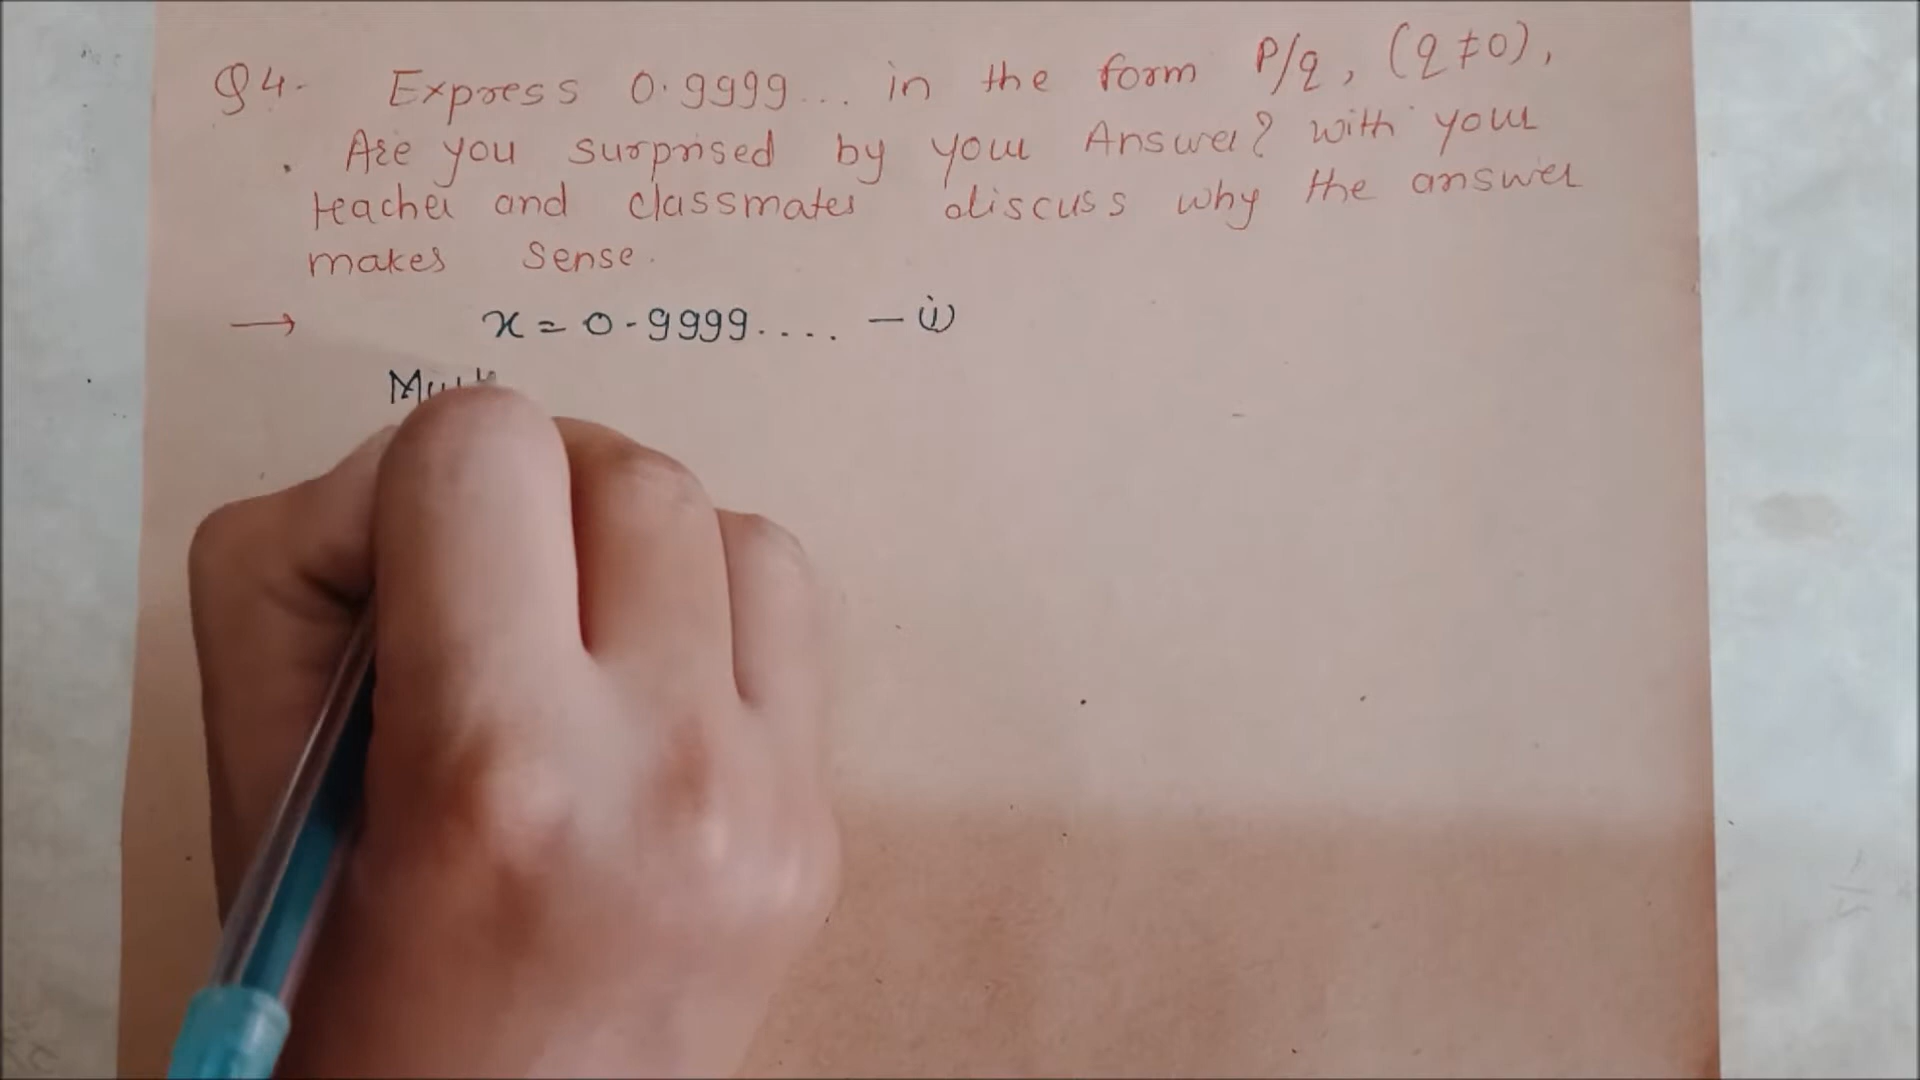 Q4- Express 0.9999... in the form P/q, (q ≠ 0),
Are you surprised by your Answer? with your
teacher and classmates discuss why the answer
makes sense.
→ x = 0.9999.... – (i)